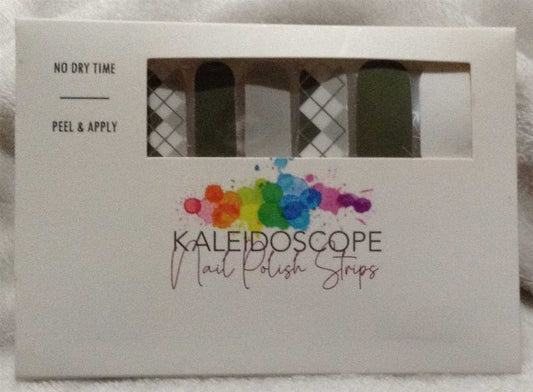 NO DRY TIME
PEEL & APPLY
KALEIDOSCOPE
Nail Polish Strips